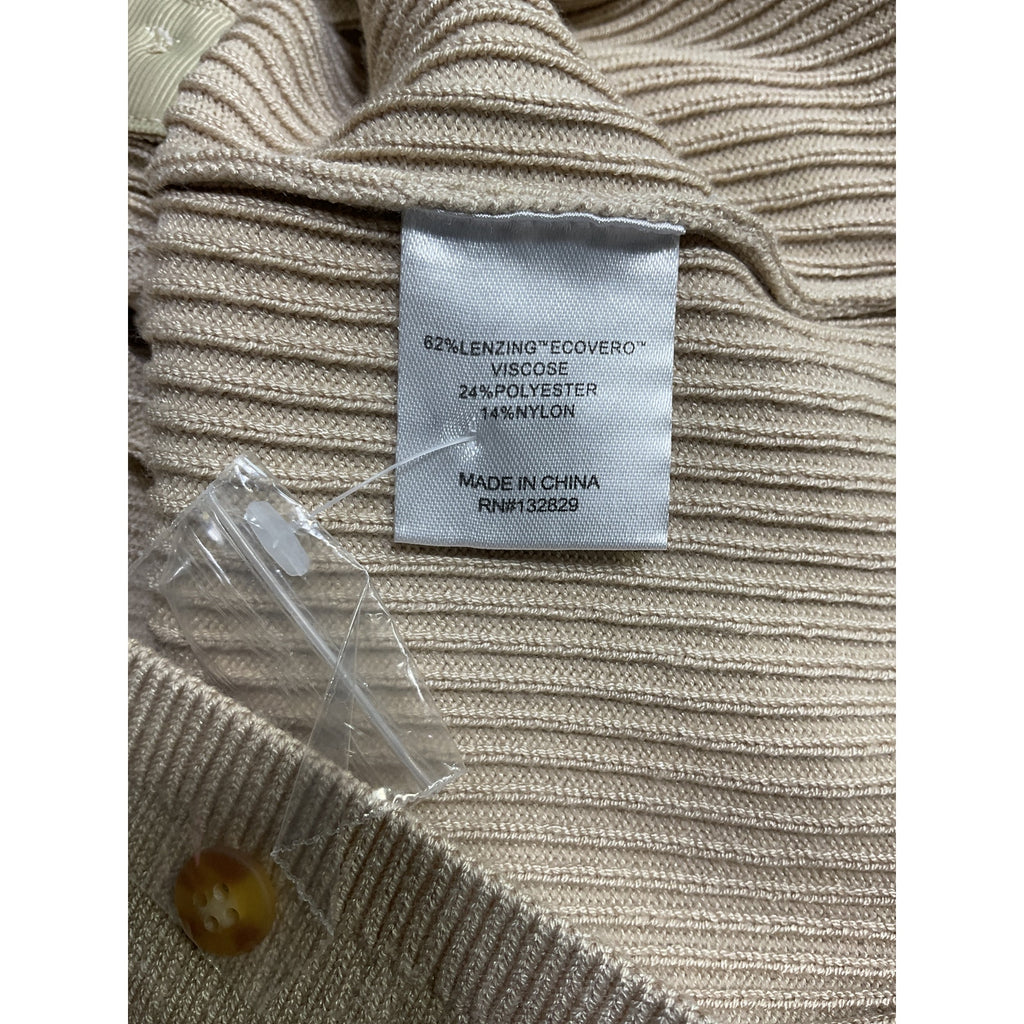 62%LENZING™ECOVERO™
VISCOSE
24%POLYESTER
14%NYLON
MADE IN CHINA
RN#132829